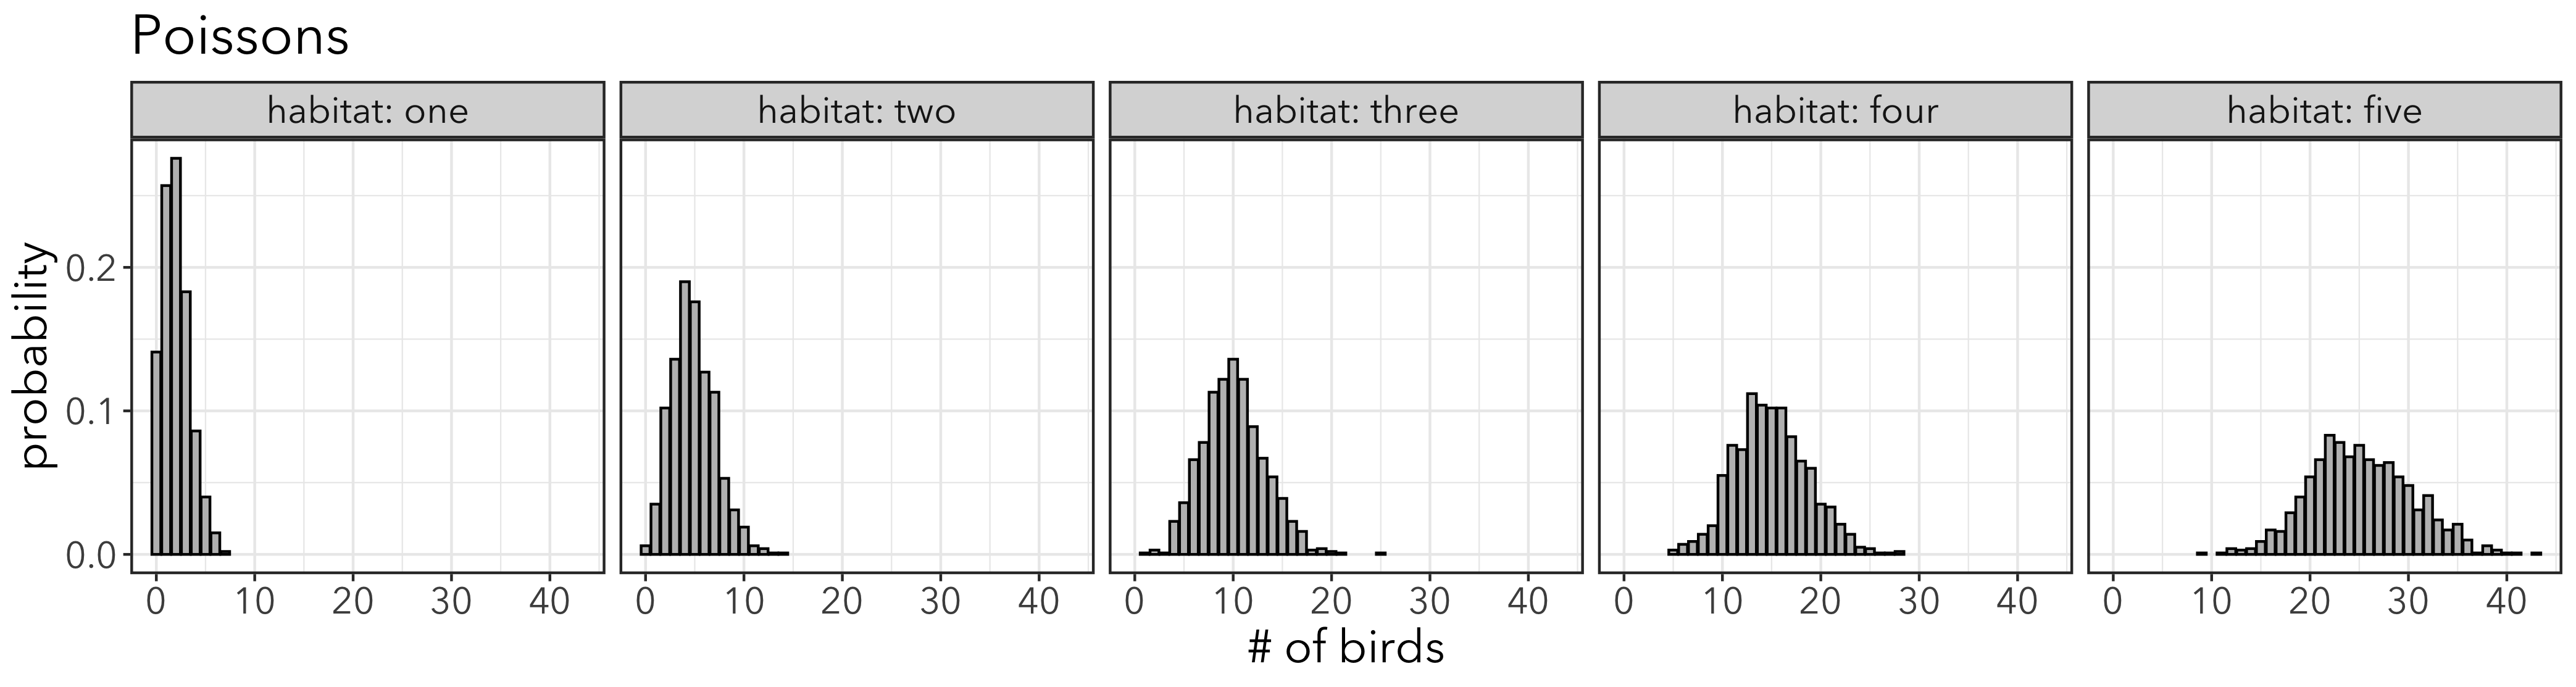 Poissons
habitat: one
habitat: two
habitat: three
habitat: four
habitat: five
probability
0.2
0.1
0.0
0 10 20 30 40
0 10 20 30 40
0 10 20 30 40
0 10 20 30 40
0 10 20 30 40
# of birds